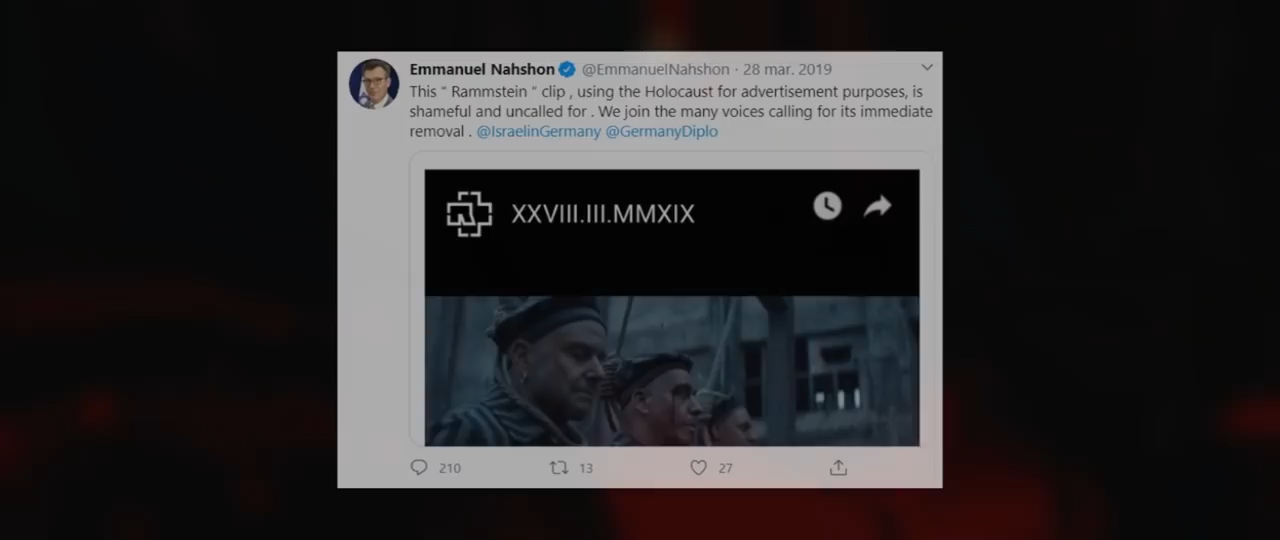 Emmanuel Nahshon @EmmanuelNahshon · 28 mar. 2019
This " Rammstein " clip , using the Holocaust for advertisement purposes, is
shameful and uncalled for . We join the many voices calling for its immediate
removal . @IsraelinGermany @GermanyDiplo
XXVIII.III.MMXIX
210 13 27